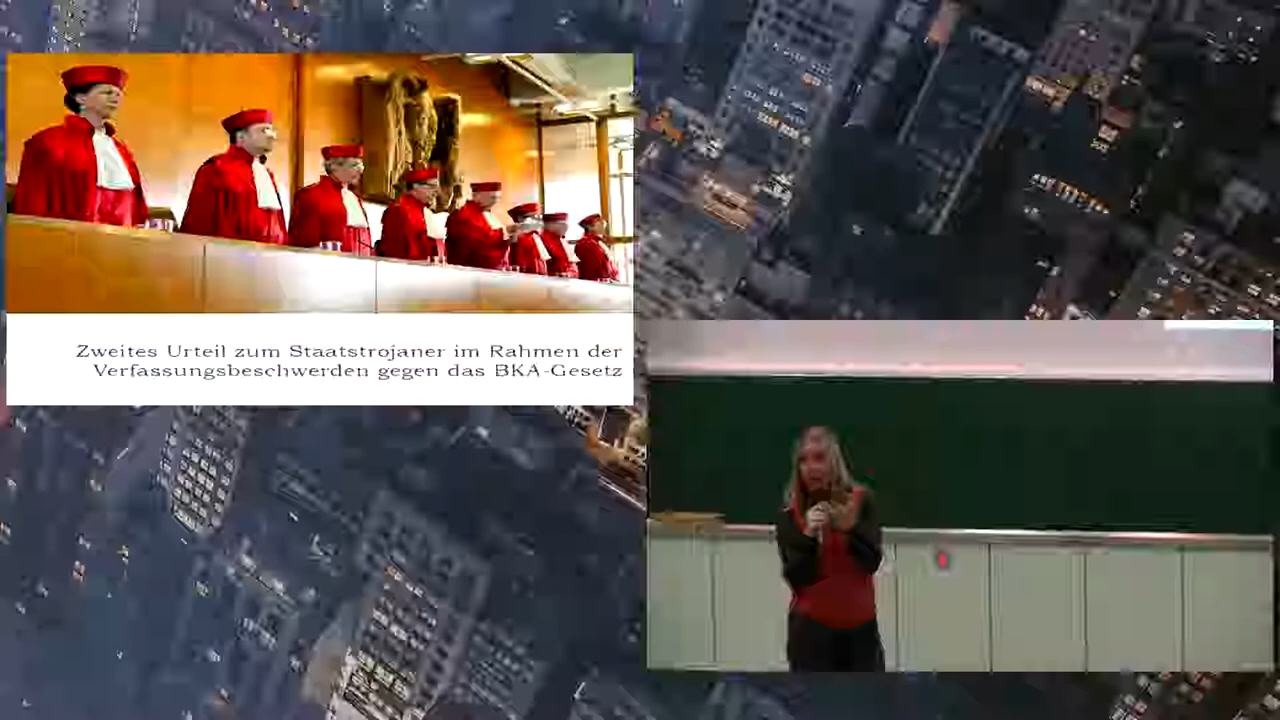 Zweites Urteil zum Staatstrojaner im Rahmen der
Verfassungsbeschwerden gegen das BKA-Gesetz